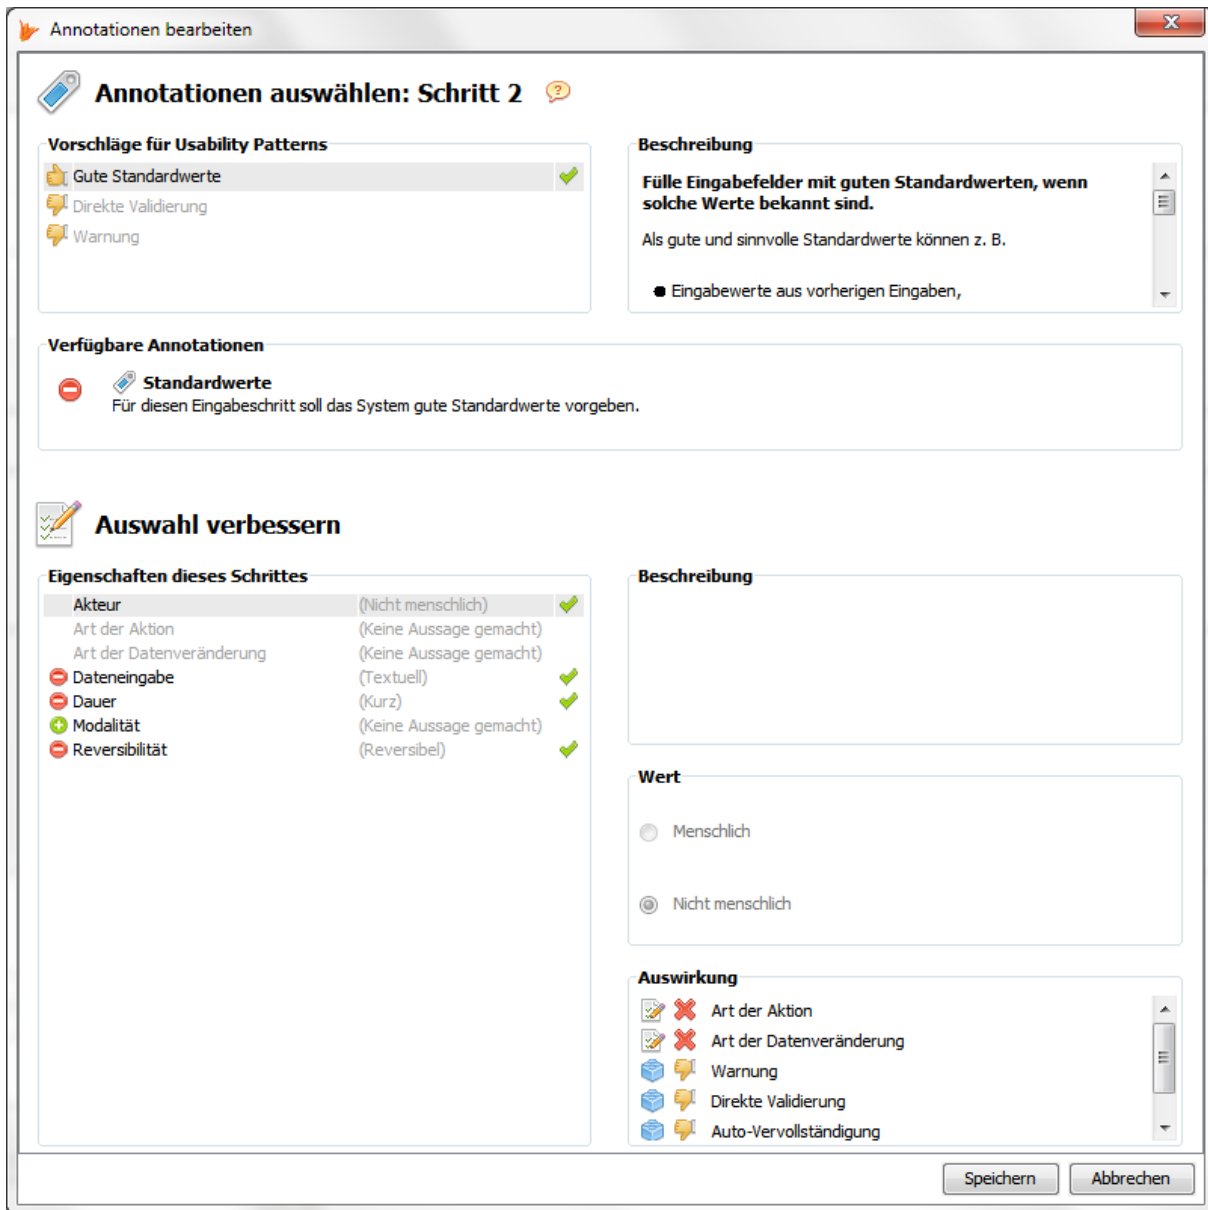 Annotationen bearbeiten
Annotationen auswählen: Schritt 2
Vorschläge für Usability Patterns
Gute Standardwerte
Direkte Validierung
Warnung
Beschreibung
Fülle Eingabefelder mit guten Standardwerten, wenn
solche Werte bekannt sind.
Als gute und sinnvolle Standardwerte können z. B.
Eingabewerte aus vorherigen Eingaben,
Verfügbare Annotationen
Standardwerte
Für diesen Eingabeschritt soll das System gute Standardwerte vorgeben.
Auswahl verbessern
Eigenschaften dieses Schrittes
Akteur (Nicht menschlich)
Art der Aktion (Keine Aussage gemacht)
Art der Datenveränderung (Keine Aussage gemacht)
Dateneingabe (Textuell)
Dauer (Kurz)
Modalität (Keine Aussage gemacht)
Reversibilität (Reversibel)
Beschreibung
Wert
Menschlich
Nicht menschlich
Auswirkung
Art der Aktion
Art der Datenveränderung
Warnung
Direkte Validierung
Auto-Vervollständigung
Speichern Abbrechen